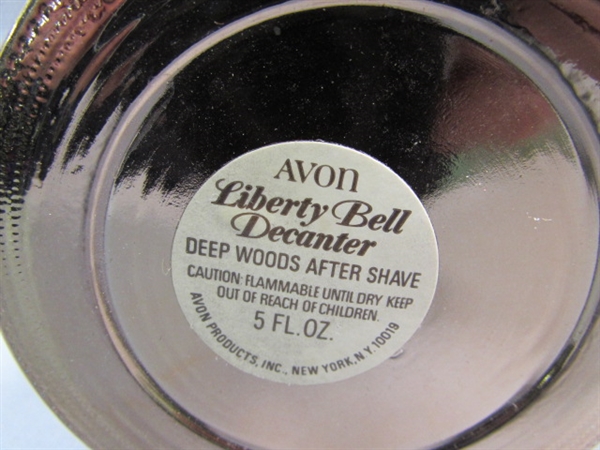 AVON
Liberty Bell
Decanter
DEEP WOODS AFTER SHAVE
CAUTION: FLAMMABLE UNTIL DRY KEEP
OUT OF REACH OF CHILDREN.
5 FL.OZ.
AVON PRODUCTS, INC., NEW YORK, N.Y. 10019